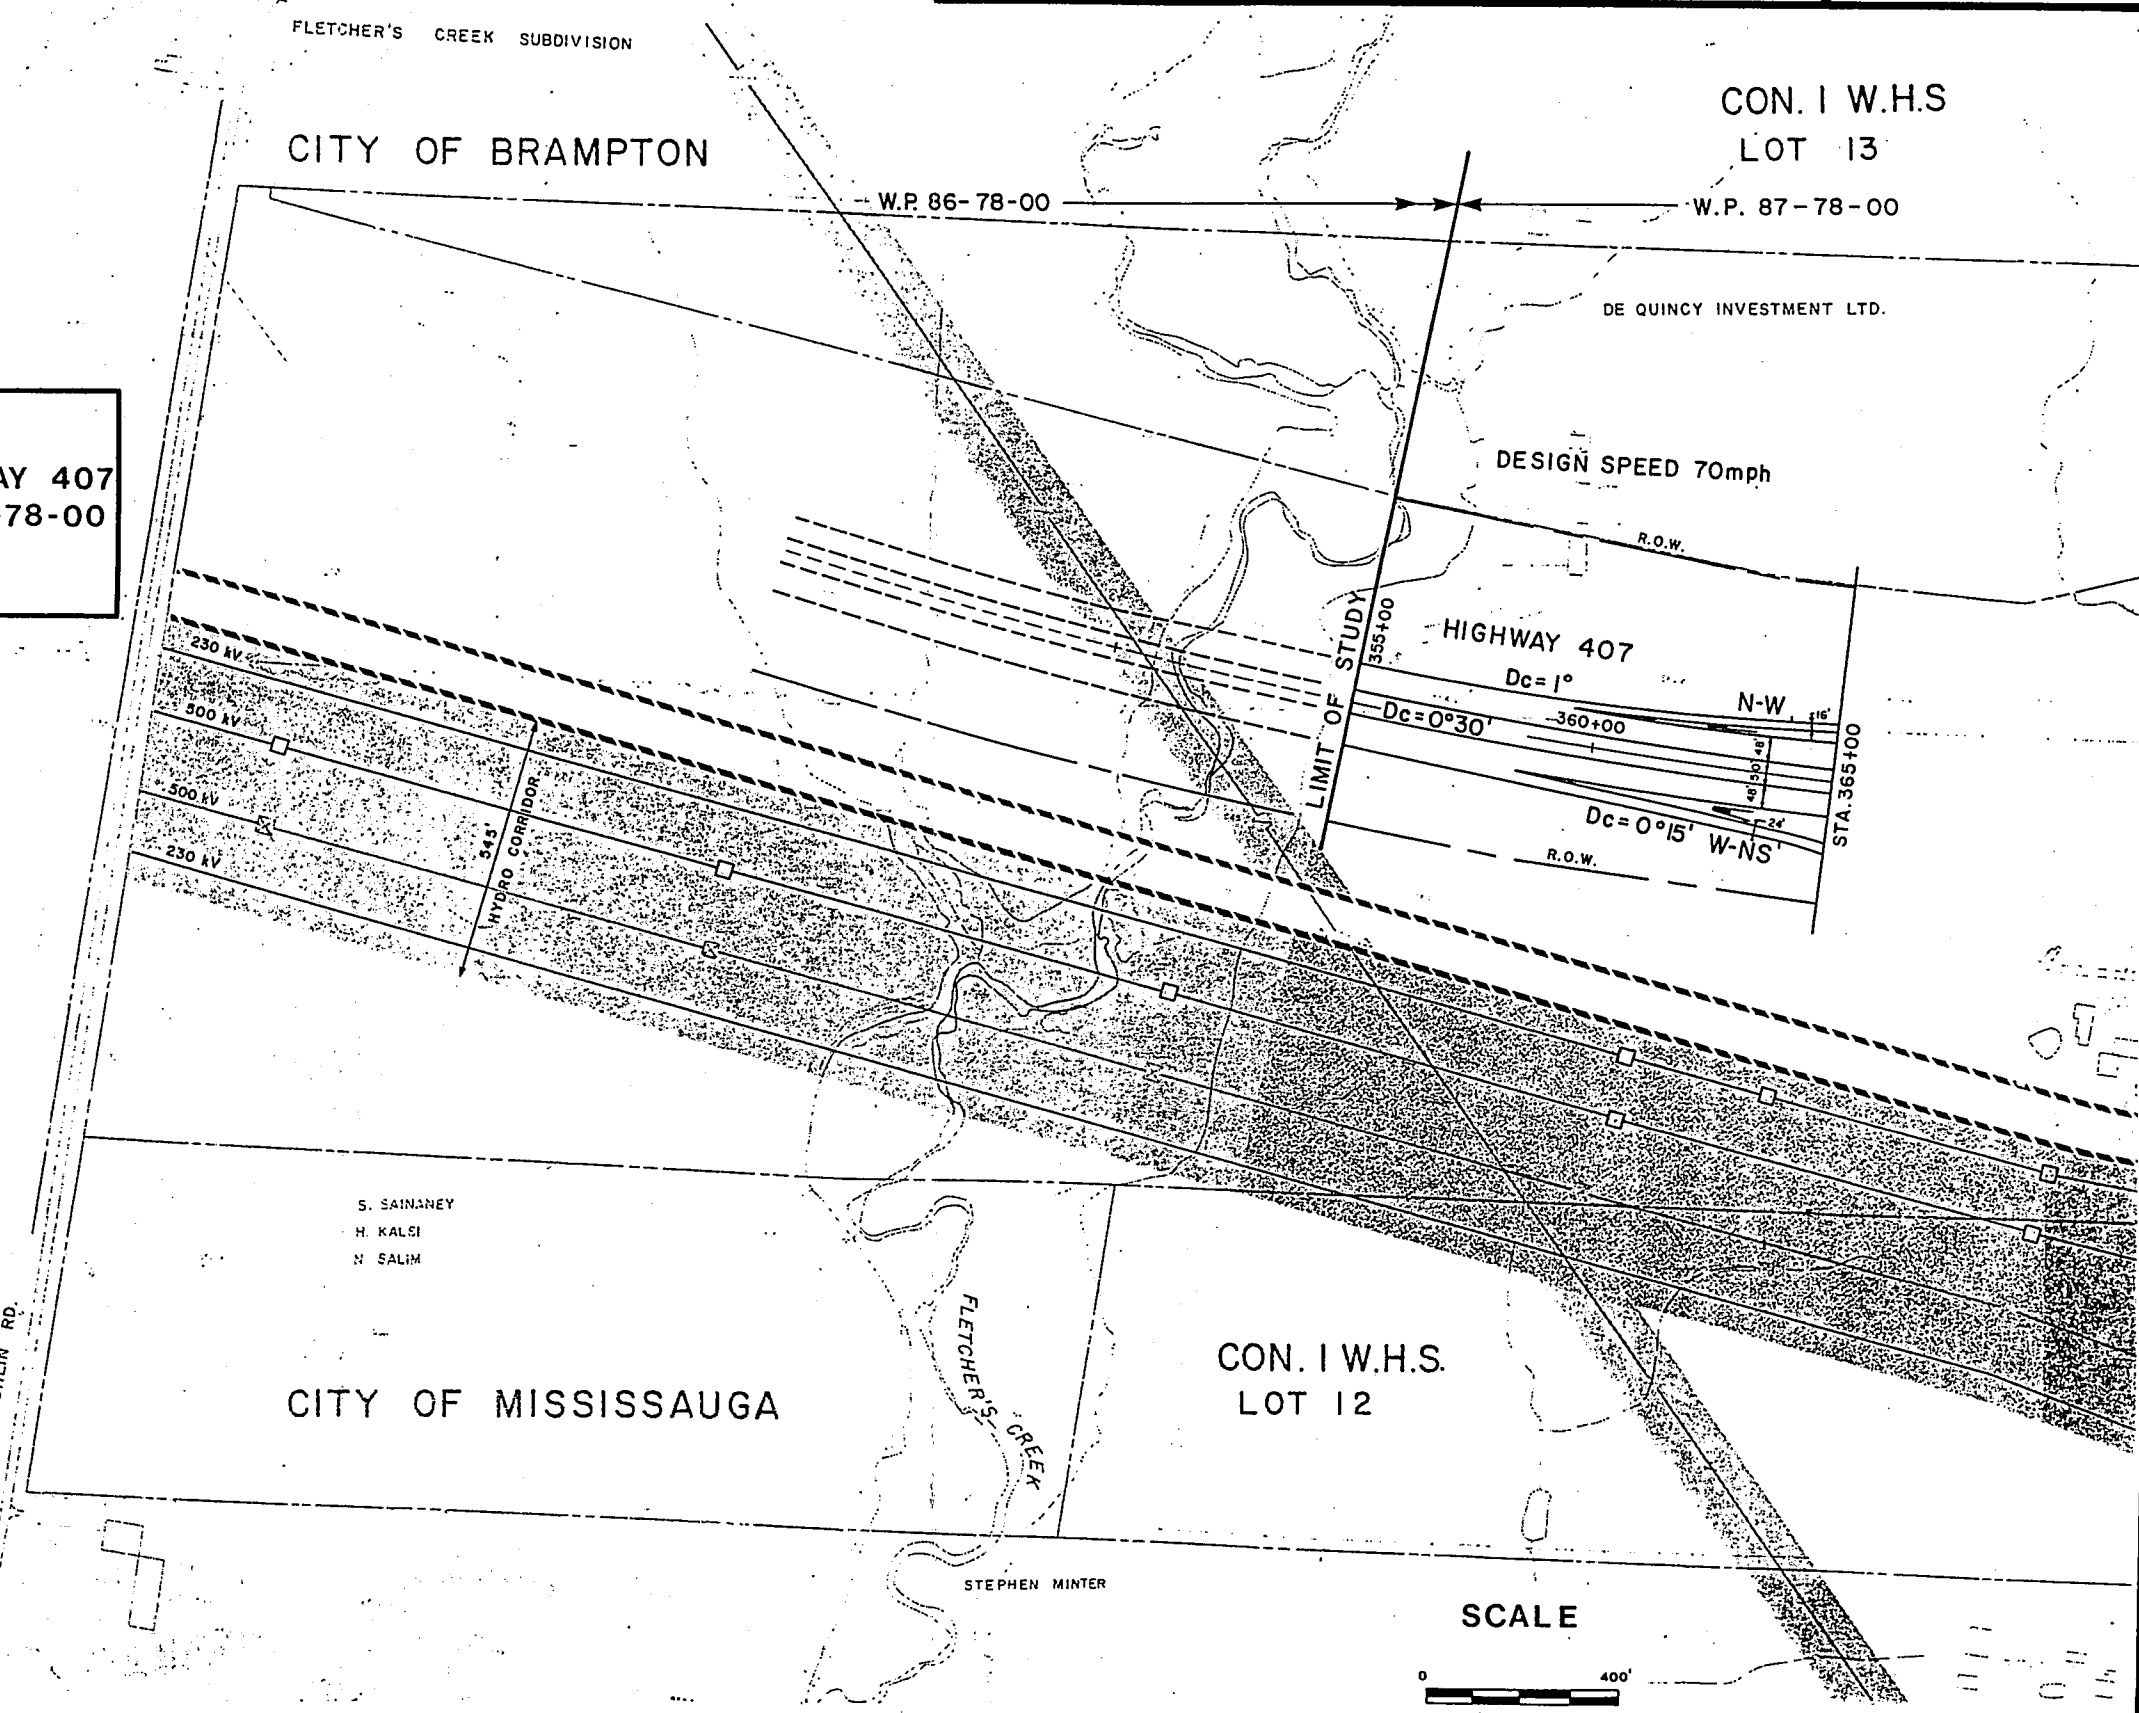 FLETCHER'S CREEK SUBDIVISION
CITY OF BRAMPTON
CON. I W.H.S
LOT 13
W.P. 86-78-00
W.P. 87-78-00
DE QUINCY INVESTMENT LTD.
DESIGN SPEED 70mph
407
-78-00
R.O.W.
LIMIT OF STUDY
355+00
HIGHWAY 407
Dc=1°
N-W
16'
Dc=0°30'
360+00
48'
50'
48'
24'
Dc=0°15'
W-NS
STA.365+00
R.O.W.
230 kV
500 kV
500 kV
230 kV
545'
HYDRO CORRIDOR
S. SAINANEY
H. KALSI
N SALIM
CITY OF MISSISSAUGA
FLETCHER'S CREEK
CON. I W.H.S.
LOT 12
RD.
STEPHEN MINTER
SCALE
0 400'